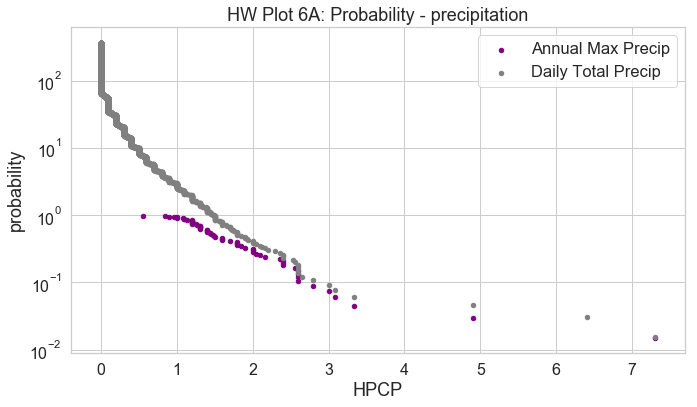 HW Plot 6A: Probability - precipitation
Annual Max Precip
Daily Total Precip
probability
10²
10¹
10⁰
10⁻¹
10⁻²
0 1 2 3 4 5 6 7
HPCP